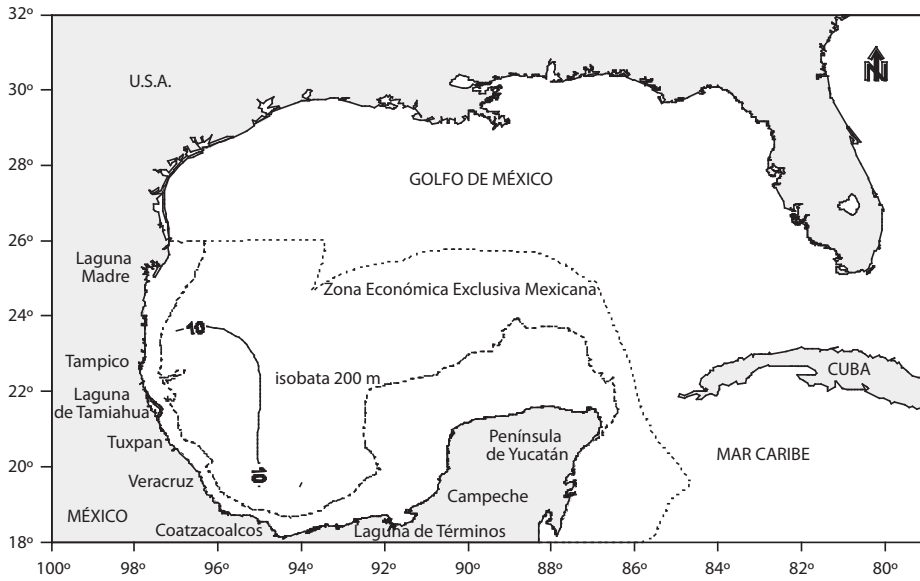 32º
U.S.A.
N
30º
28º
GOLFO DE MÉXICO
26º
Laguna
Madre
Zona Económica Exclusiva Mexicana
24º
10
Tampico
isobata 200 m
CUBA
22º
Laguna
de Tamiahua
Tuxpan
Península
de Yucatán
MAR CARIBE
20º
10
Veracruz
Campeche
MÉXICO
Coatzacoalcos
Laguna de Términos
18º
100º
98º
96º
94º
92º
90º
88º
86º
84º
82º
80º